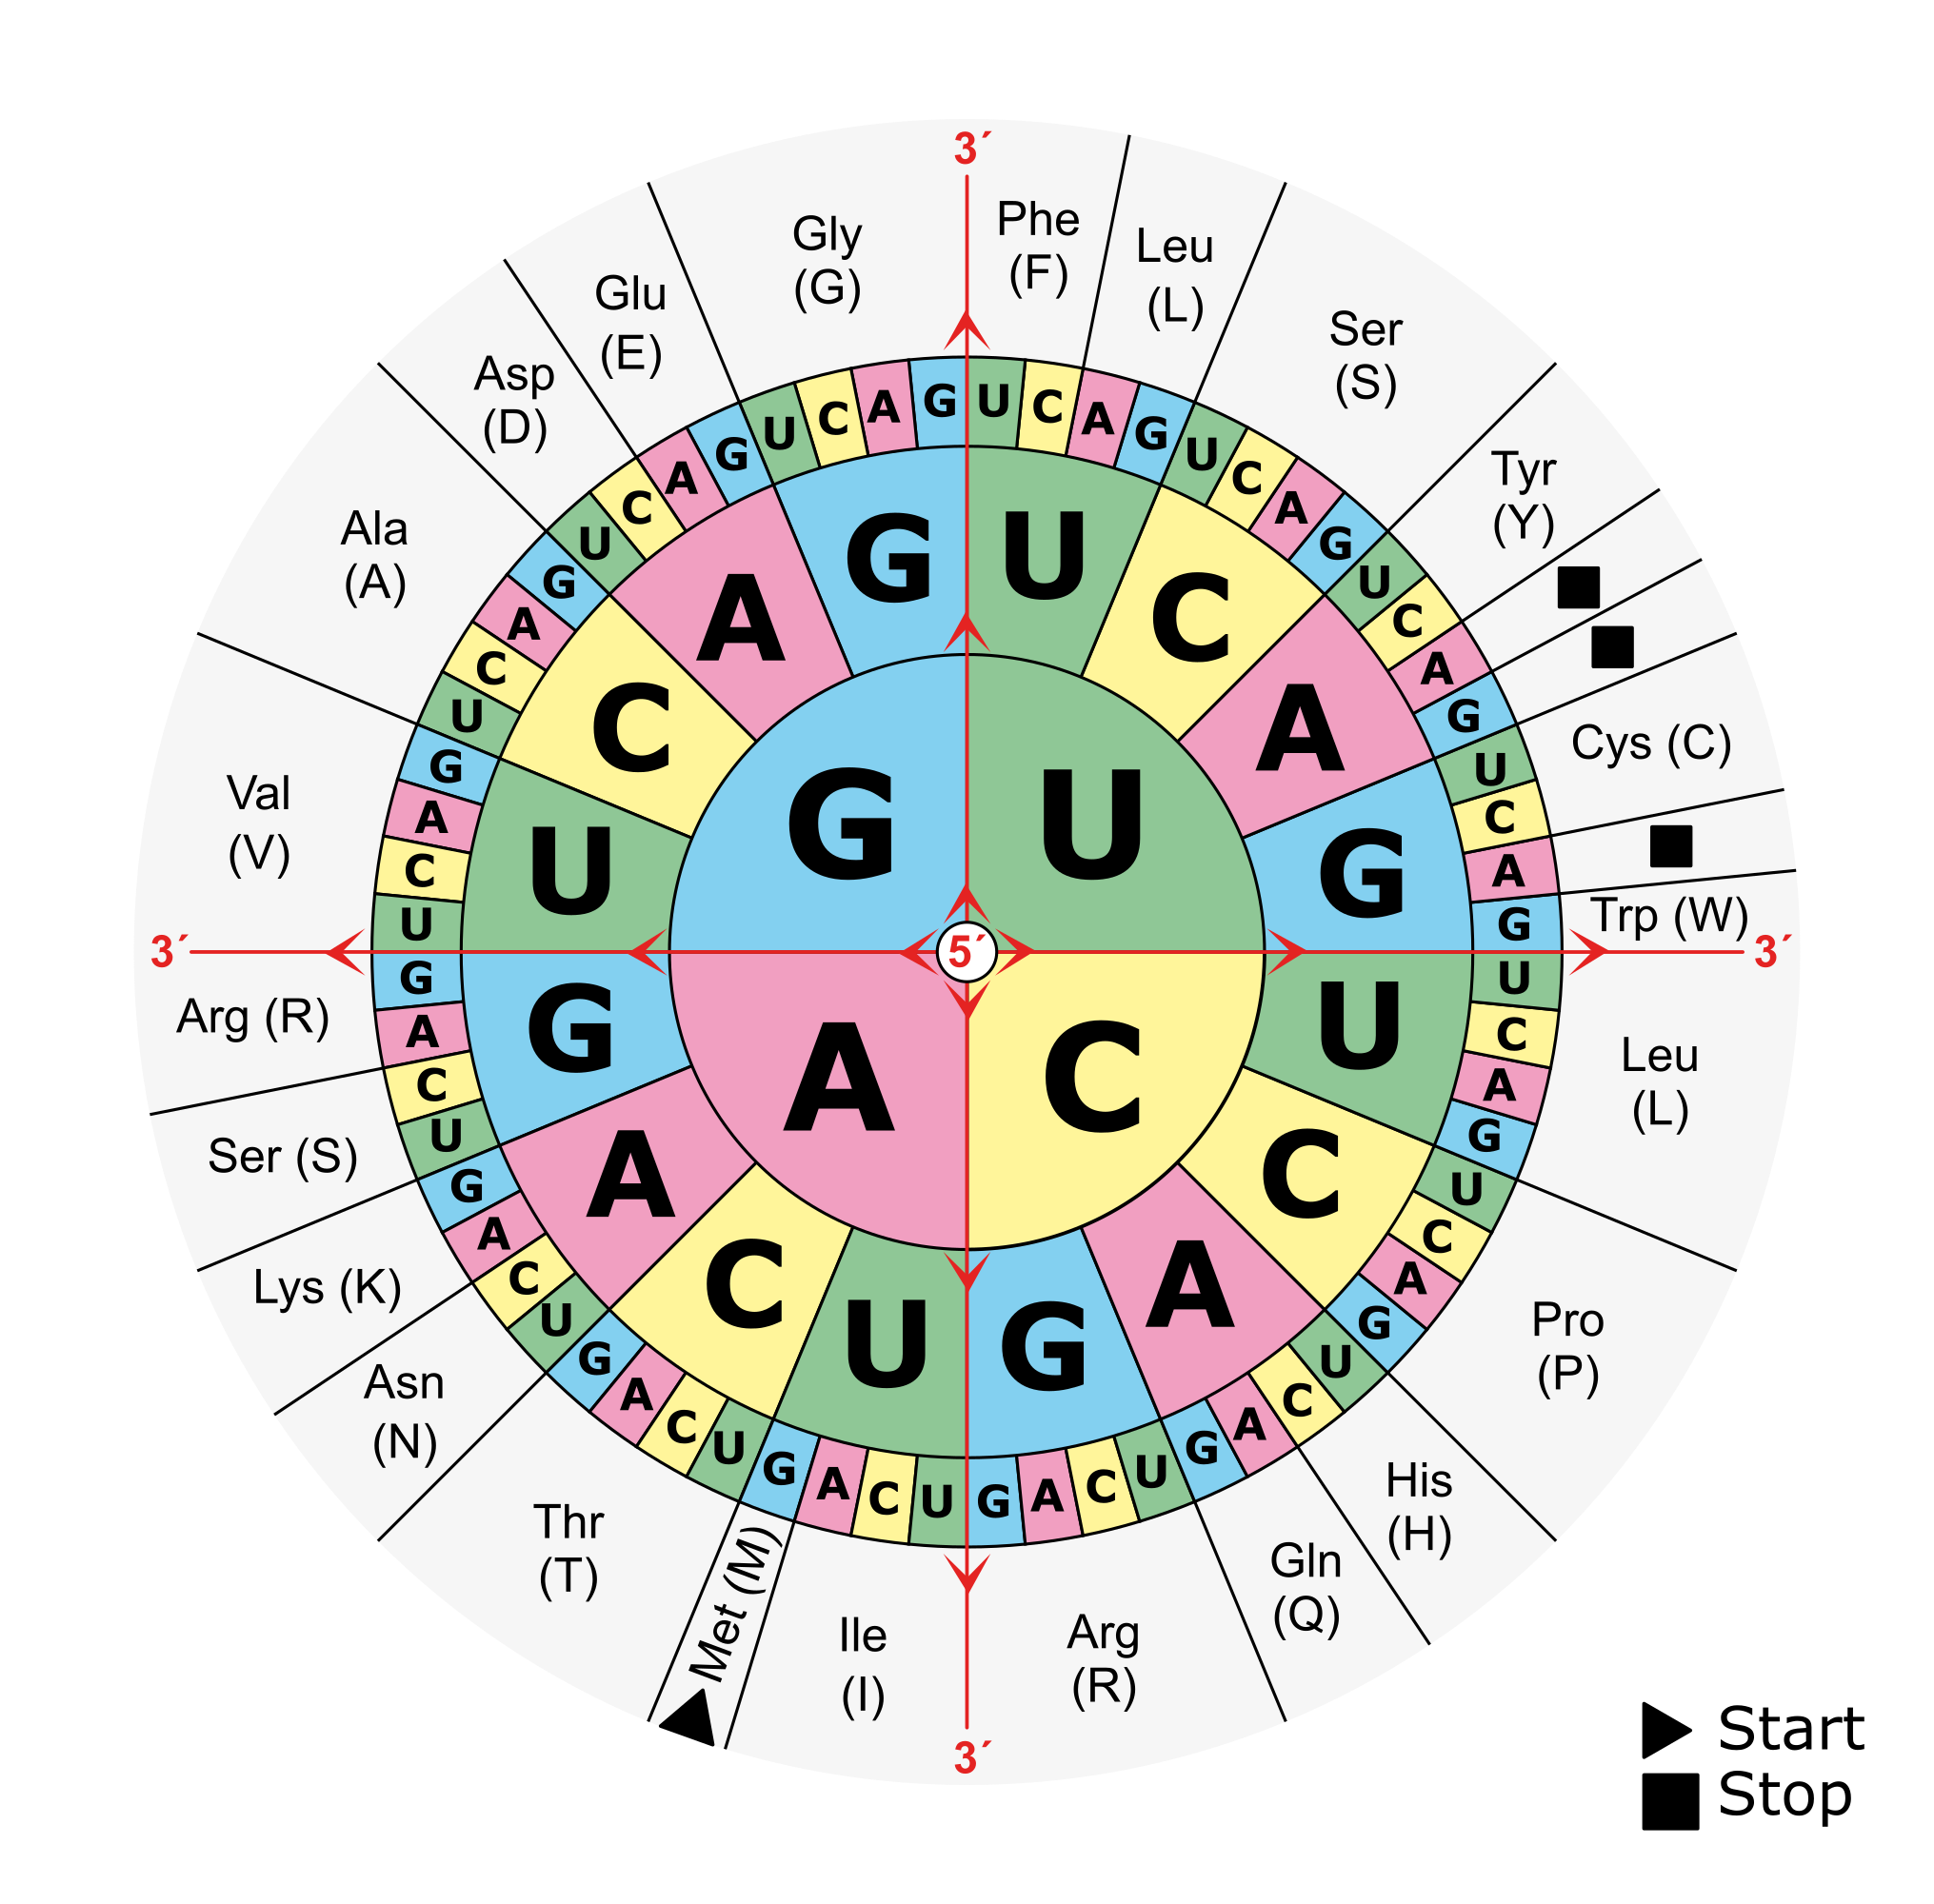 3´
Phe
(F)
Leu
(L)
Ser
(S)
Tyr
(Y)
Cys (C)
Trp (W)
3´
Leu
(L)
Pro
(P)
His
(H)
Gln
(Q)
Arg
(R)
3´
Ile
(I)
Met (M)
Thr
(T)
Asn
(N)
Lys (K)
Ser (S)
Arg (R)
3´
Val
(V)
Ala
(A)
Asp
(D)
Glu
(E)
Gly
(G)
U C A G U C A G U C A G U C A G
U C A G U C A G U C A G U C A G
G A C U G A C U G A C U G A C U
G A C U G A C U G A C U G A C U
U C A G
U C A G
G A C U
G A C U
G U
5´
A C
Start
Stop